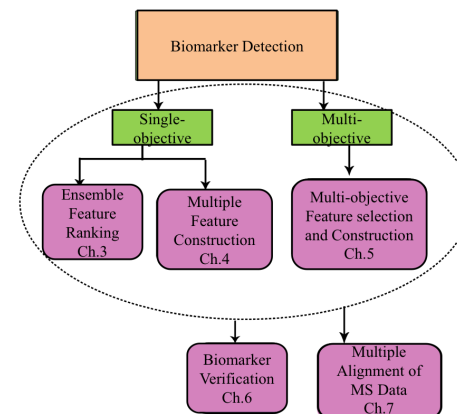 Biomarker Detection
Single-
objective
Multi-
objective
Ensemble
Feature
Ranking
Ch.3
Multiple
Feature
Construction
Ch.4
Multi-objective
Feature selection
and Construction
Ch.5
Biomarker
Verification
Ch.6
Multiple
Alignment of
MS Data
Ch.7